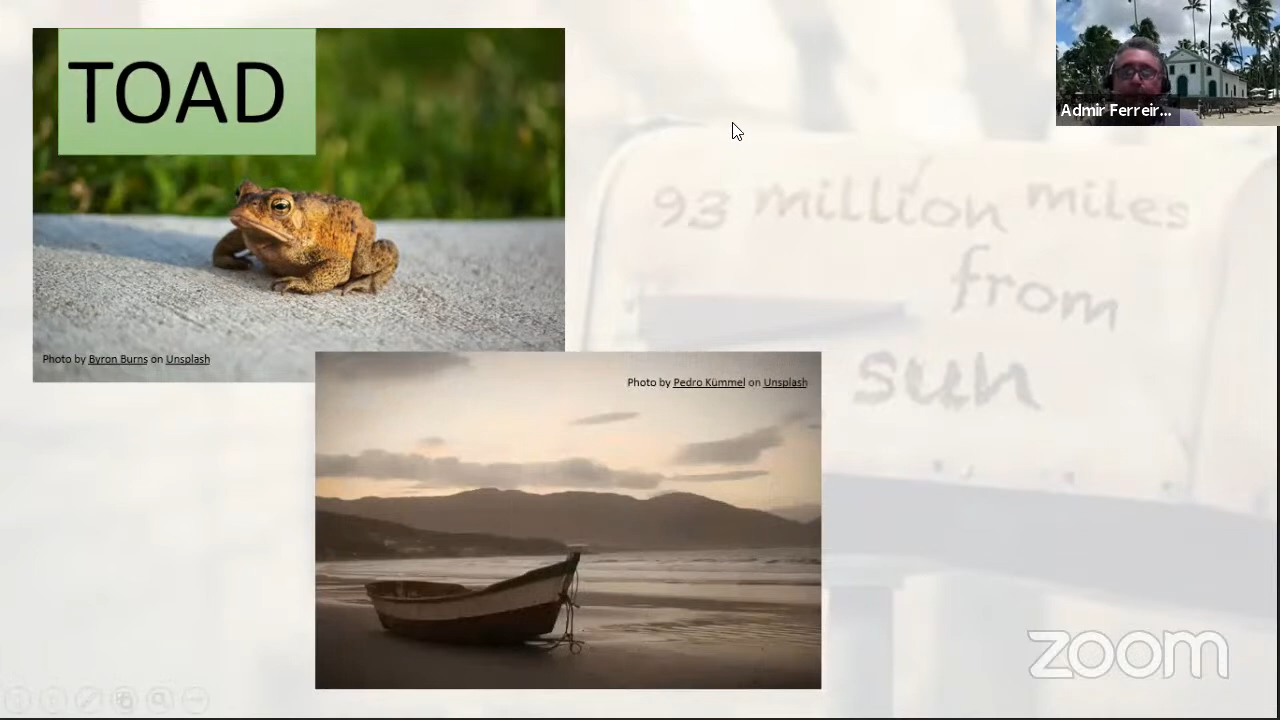 TOAD
Photo by Byron Burns on Unsplash
Photo by Pedro Kümmel on Unsplash
93 million miles
from
sun
Admir Ferreir...
zoom